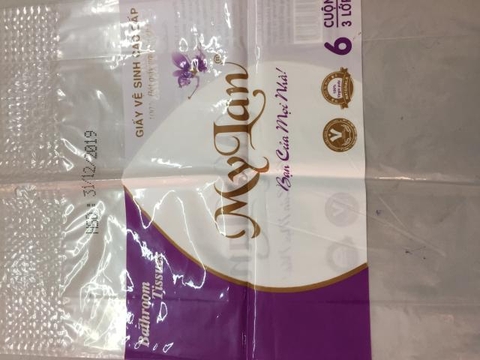 GIẤY VỆ SINH CAO CẤP
MyLan
®
Bạn Của Mọi Nhà!
6 CUỘN
3 LỚP
Bathroom
Tissue
HSD: 31/12/2019